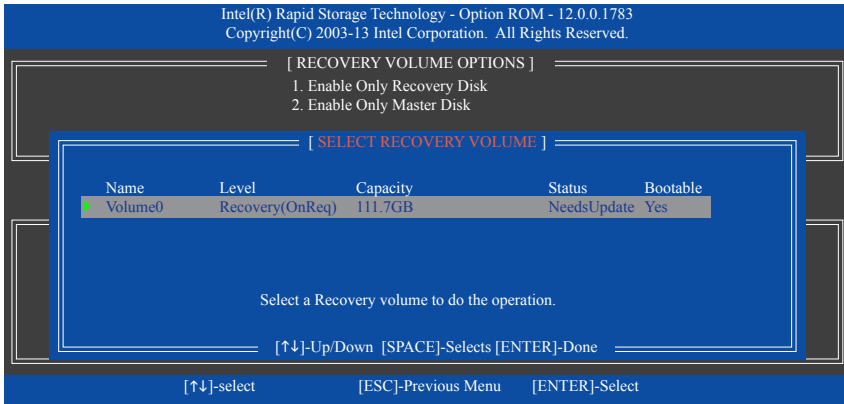 Intel(R) Rapid Storage Technology - Option ROM - 12.0.0.1783
Copyright(C) 2003-13 Intel Corporation.  All Rights Reserved.
[ RECOVERY VOLUME OPTIONS ]
1. Enable Only Recovery Disk
2. Enable Only Master Disk
[ SELECT RECOVERY VOLUME ]
Name Level Capacity Status Bootable
Volume0 Recovery(OnReq) 111.7GB NeedsUpdate Yes
Select a Recovery volume to do the operation.
[↑↓]-Up/Down [SPACE]-Selects [ENTER]-Done
[↑↓]-select [ESC]-Previous Menu [ENTER]-Select